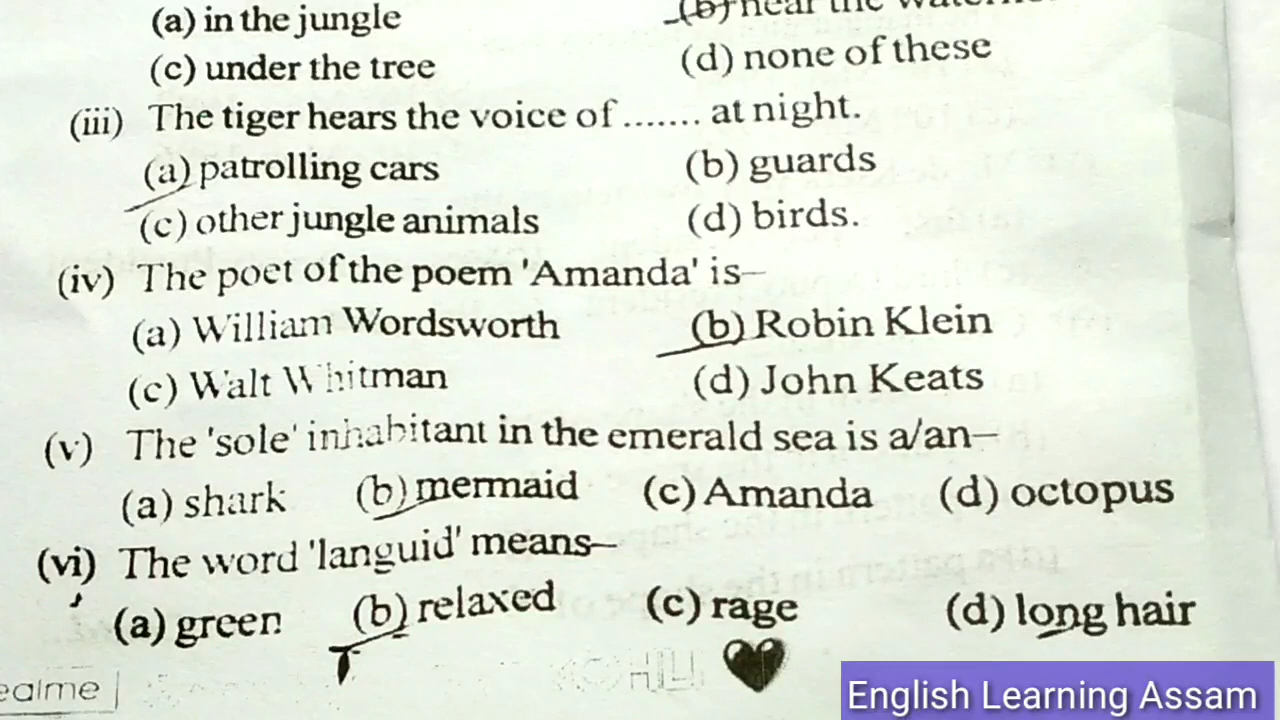 (a) in the jungle (b) near the
(c) under the tree (d) none of these
(iii) The tiger hears the voice of ....... at night.
(a) patrolling cars (b) guards
(c) other jungle animals (d) birds.
(iv) The poet of the poem 'Amanda' is–
(a) William Wordsworth (b) Robin Klein
(c) Walt Whitman (d) John Keats
(v) The 'sole' inhabitant in the emerald sea is a/an–
(a) shark (b) mermaid (c) Amanda (d) octopus
(vi) The word 'languid' means–
(a) green (b) relaxed (c) rage (d) long hair
English Learning Assam